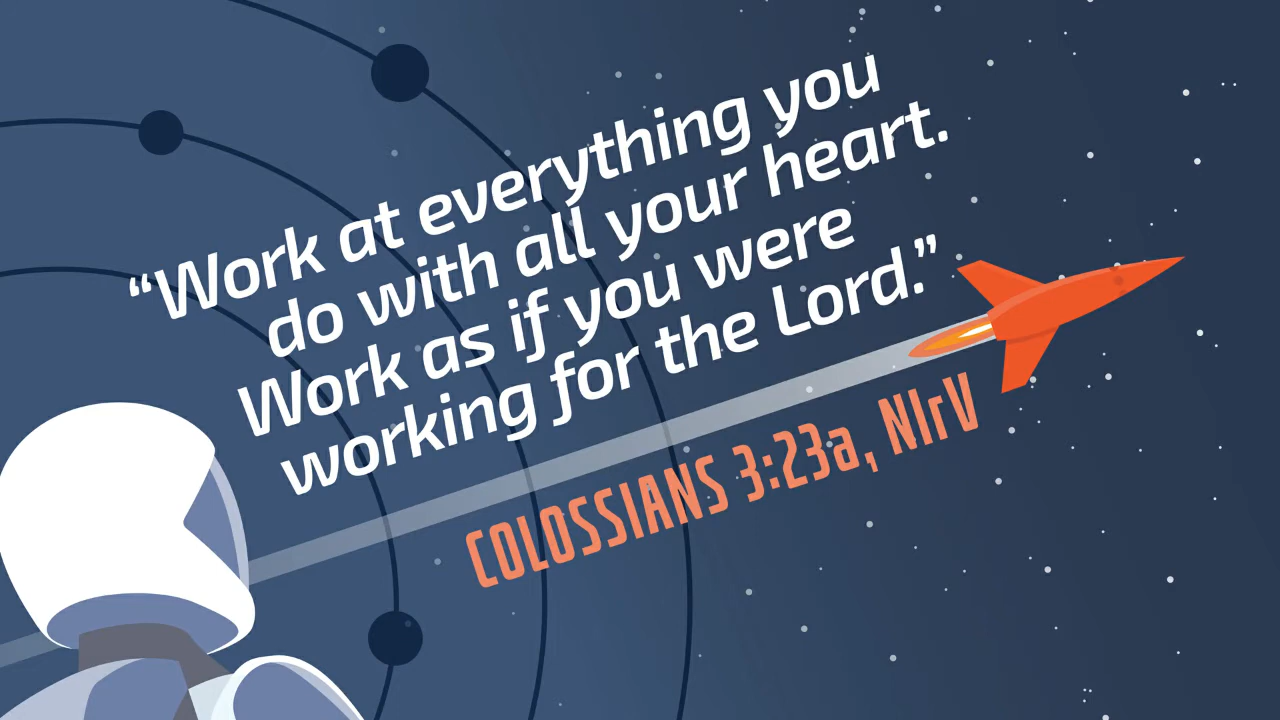 “Work at everything you
do with all your heart.
Work as if you were
working for the Lord.”
COLOSSIANS 3:23a, NIrV